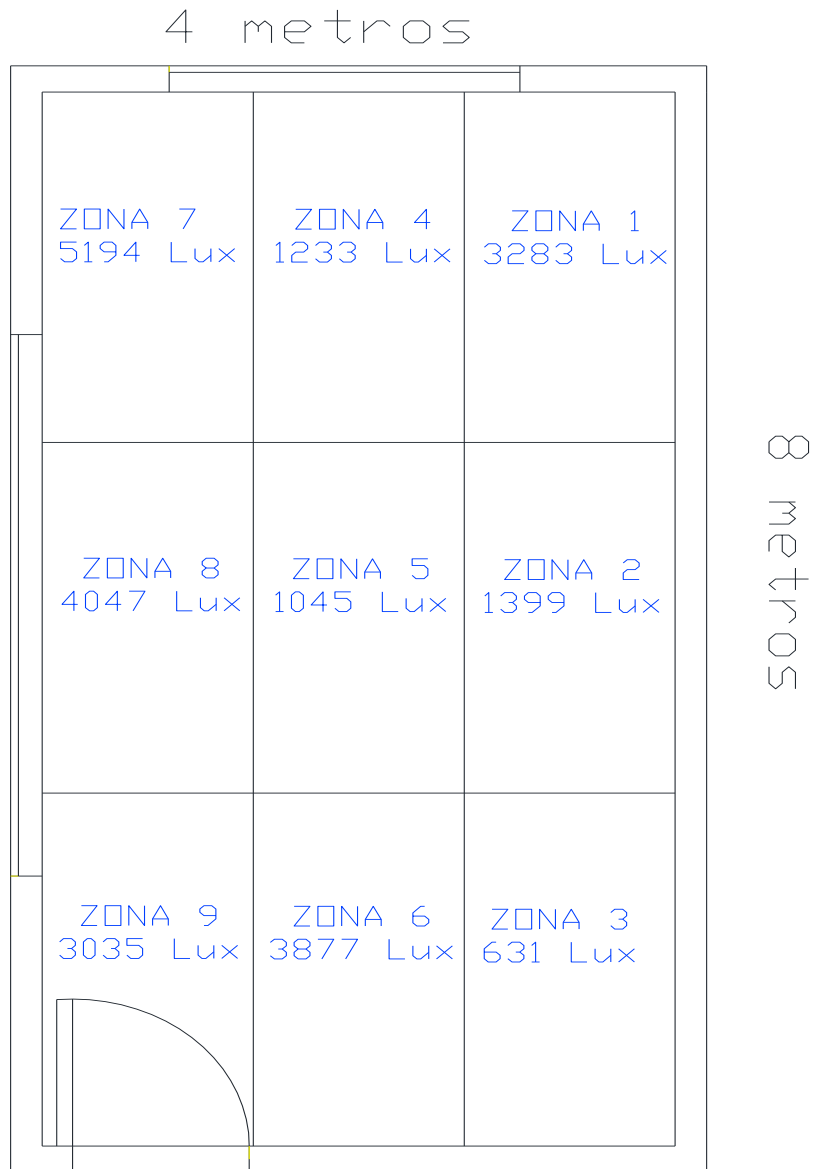 4 metros
ZONA 7
5194 Lux
ZONA 4
1233 Lux
ZONA 1
3283 Lux
8 metros
ZONA 8
4047 Lux
ZONA 5
1045 Lux
ZONA 2
1399 Lux
ZONA 9
3035 Lux
ZONA 6
3877 Lux
ZONA 3
631 Lux